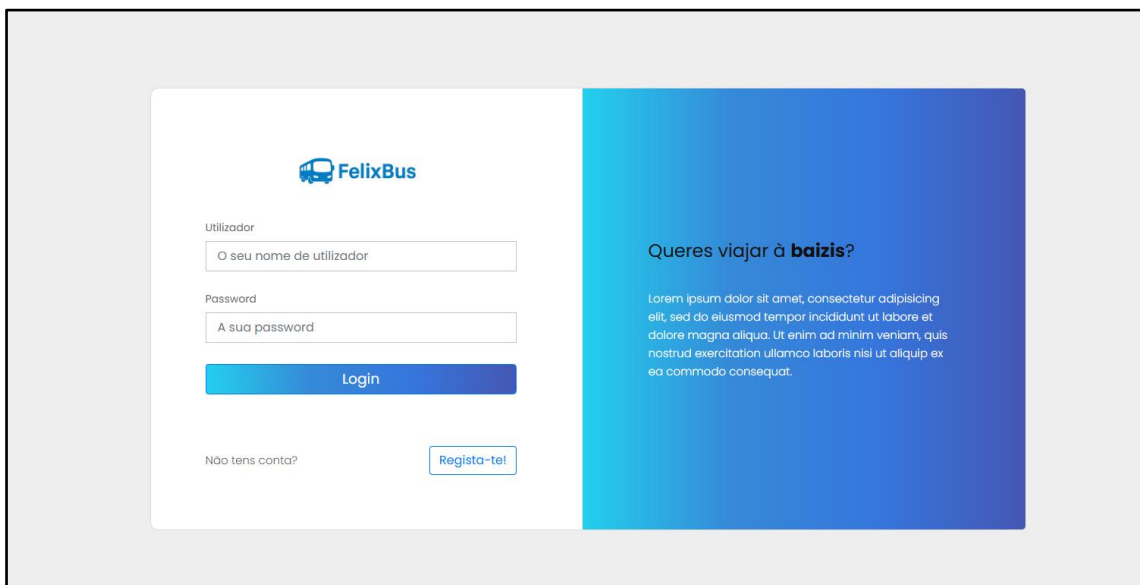 FelixBus
Utilizador
O seu nome de utilizador
Password
A sua password
Login
Não tens conta?
Regista-te!
Queres viajar à baizis?
Lorem ipsum dolor sit amet, consectetur adipisicing
elit, sed do eiusmod tempor incididunt ut labore et
dolore magna aliqua. Ut enim ad minim veniam, quis
nostrud exercitation ullamco laboris nisi ut aliquip ex
ea commodo consequat.